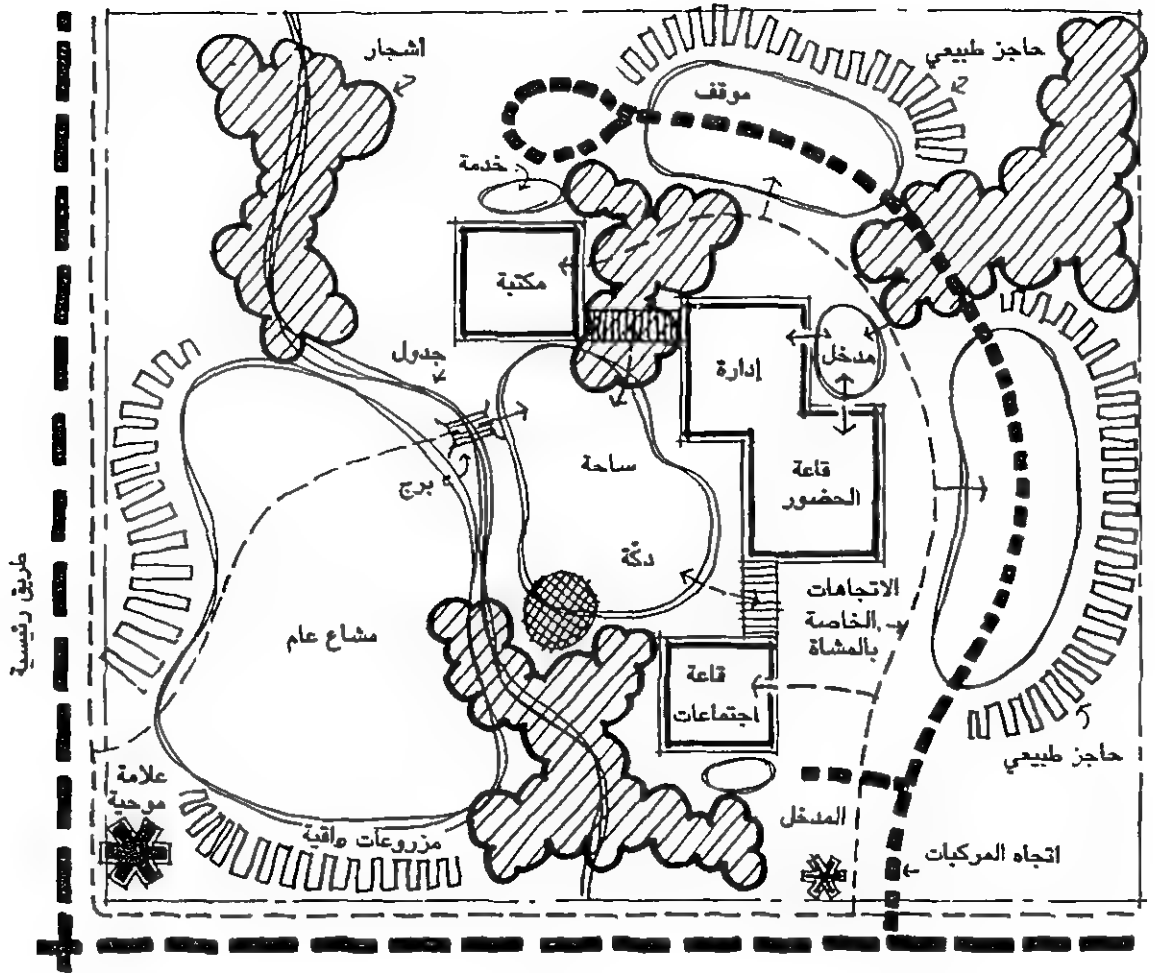 أشجار
حاجز طبيعي
موقف
خدمة
مكتبة
جدول
إدارة
مدخل
برج
ساحة
قاعة
الحضور
دكّة
الاتجاهات
الخاصة
بالمشاة
طريق رئيسية
مشاع عام
قاعة
اجتماعات
حاجز طبيعي
علامة
موحية
مزروعات واقية
المدخل
اتجاه المركبات